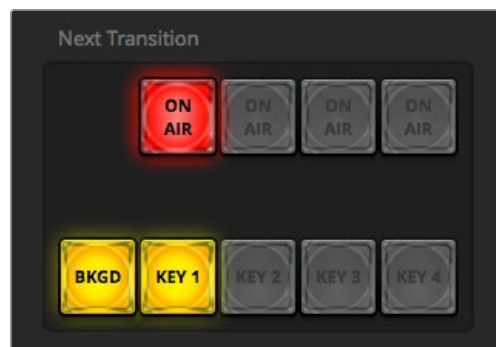 Next Transition
ON AIR
ON AIR
ON AIR
ON AIR
BKGD
KEY 1
KEY 2
KEY 3
KEY 4